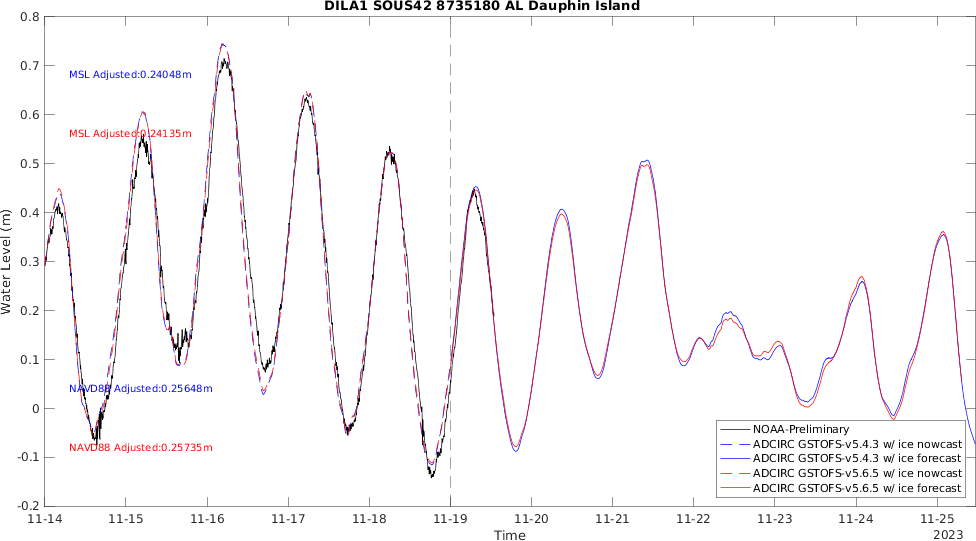 DILA1 SOUS42 8735180 AL Dauphin Island
0.8
0.7
0.6
0.5
0.4
0.3
0.2
0.1
0
-0.1
-0.2
Water Level (m)
MSL Adjusted:0.24048m
MSL Adjusted:0.24135m
NAVD88 Adjusted:0.25648m
NAVD88 Adjusted:0.25735m
NOAA-Preliminary
ADCIRC GSTOFS-v5.4.3 w/ ice nowcast
ADCIRC GSTOFS-v5.4.3 w/ ice forecast
ADCIRC GSTOFS-v5.6.5 w/ ice nowcast
ADCIRC GSTOFS-v5.6.5 w/ ice forecast
11-14 11-15 11-16 11-17 11-18 11-19 11-20 11-21 11-22 11-23 11-24 11-25
Time
2023